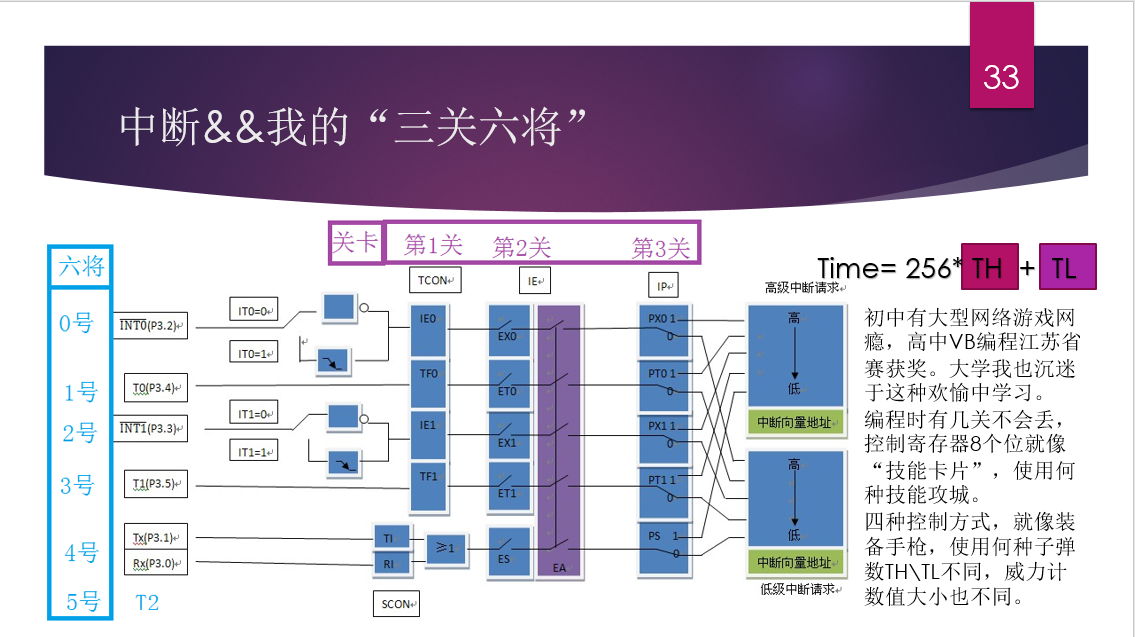 33
中断&&我的“三关六将”
关卡 第1关 第2关 第3关
六将
0号
1号
2号
3号
4号
5号
T2
TCON
IE
IP
INT0(P3.2)
T0(P3.4)
INT1(P3.3)
T1(P3.5)
Tx(P3.1)
Rx(P3.0)
IT0=0
IT0=1
IT1=0
IT1=1
IE0
TF0
IE1
TF1
TI
RI
≥1
SCON
EX0
ET0
EX1
ET1
ES
EA
PX0 1
0
PT0 1
0
PX1 1
0
PT1 1
0
PS 1
0
Time= 256* TH + TL
高级中断请求
高
低
中断向量地址
高
低
中断向量地址
低级中断请求
初中有大型网络游戏网
瘾，高中VB编程江苏省
赛获奖。大学我也沉迷
于这种欢愉中学习。
编程时有几关不会丢，
控制寄存器8个位就像
“技能卡片”，使用何
种技能攻城。
四种控制方式，就像装
备手枪，使用何种子弹
数TH\TL不同，威力计
数值大小也不同。